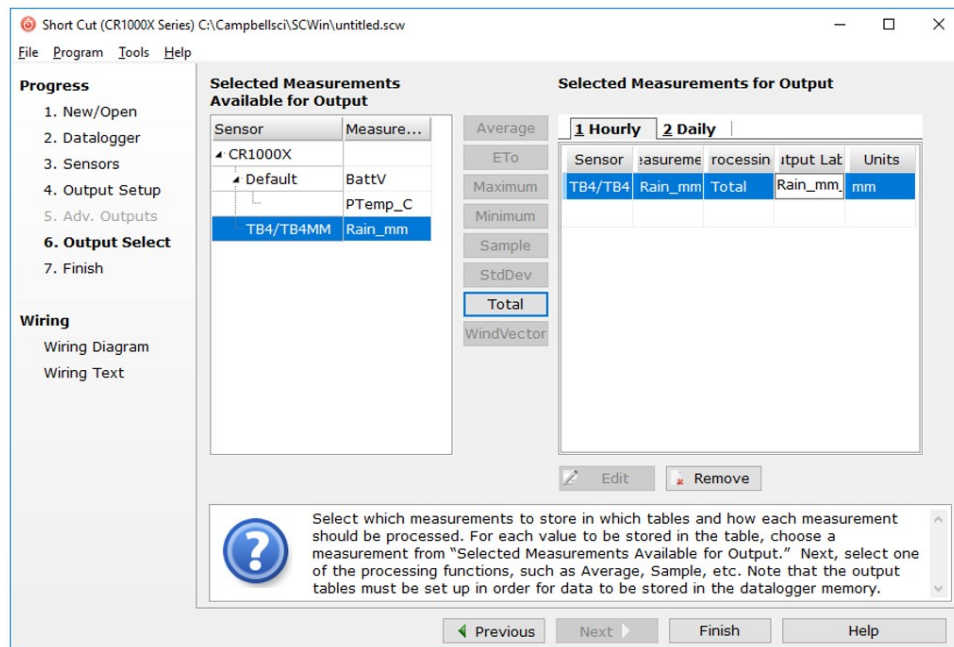 Short Cut (CR1000X Series) C:\Campbellsci\SCWin\untitled.scw
File Program Tools Help
Progress
1. New/Open
2. Datalogger
3. Sensors
4. Output Setup
5. Adv. Outputs
6. Output Select
7. Finish
Wiring
Wiring Diagram
Wiring Text
Selected Measurements
Available for Output
Sensor Measure...
CR1000X
Default BattV
PTemp_C
TB4/TB4MM Rain_mm
Average
ETo
Maximum
Minimum
Sample
StdDev
Total
WindVector
Selected Measurements for Output
1 Hourly 2 Daily
Sensor easureme rocessin itput Lab Units
TB4/TB4 Rain_mm Total Rain_mm_ mm
Edit Remove
Select which measurements to store in which tables and how each measurement
should be processed. For each value to be stored in the table, choose a
measurement from “Selected Measurements Available for Output.” Next, select one
of the processing functions, such as Average, Sample, etc. Note that the output
tables must be set up in order for data to be stored in the datalogger memory.
Previous Next Finish Help